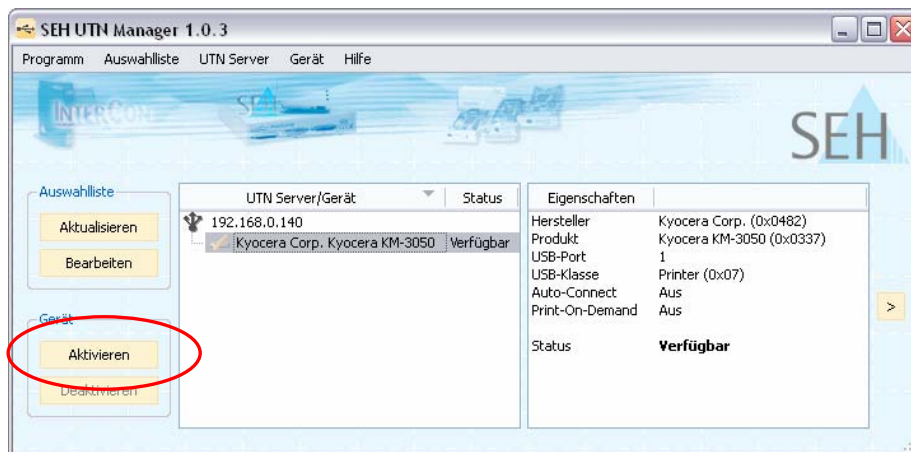 SEH UTN Manager 1.0.3
Programm Auswahlliste UTN Server Gerät Hilfe
INTERCON SEH
SEH
Auswahlliste
Aktualisieren
Bearbeiten
Gerät
Aktivieren
Deaktivieren
UTN Server/Gerät Status
192.168.0.140
Kyocera Corp. Kyocera KM-3050 Verfügbar
Eigenschaften
Hersteller Kyocera Corp. (0x0482)
Produkt Kyocera KM-3050 (0x0337)
USB-Port 1
USB-Klasse Printer (0x07)
Auto-Connect Aus
Print-On-Demand Aus
Status Verfügbar
>